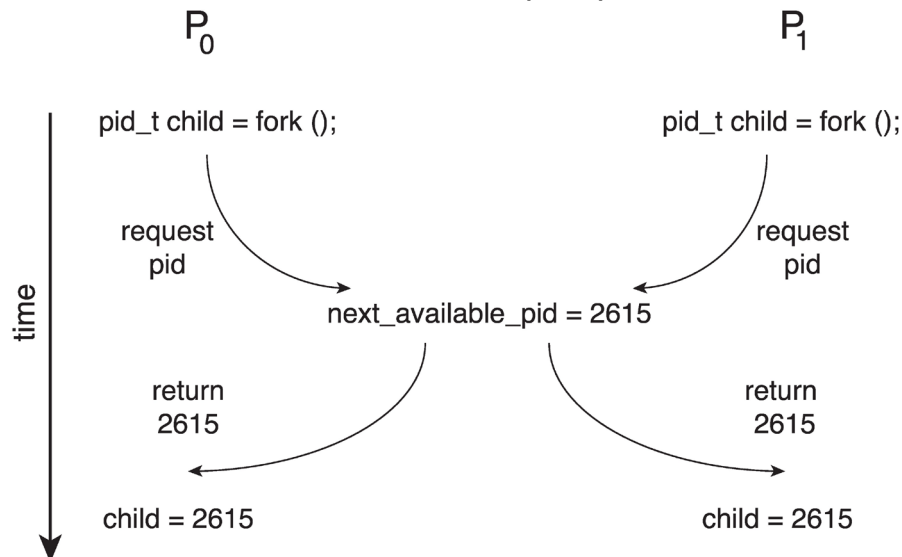 P0
P1
pid_t child = fork ();
pid_t child = fork ();
request
pid
request
pid
next_available_pid = 2615
time
return
2615
return
2615
child = 2615
child = 2615